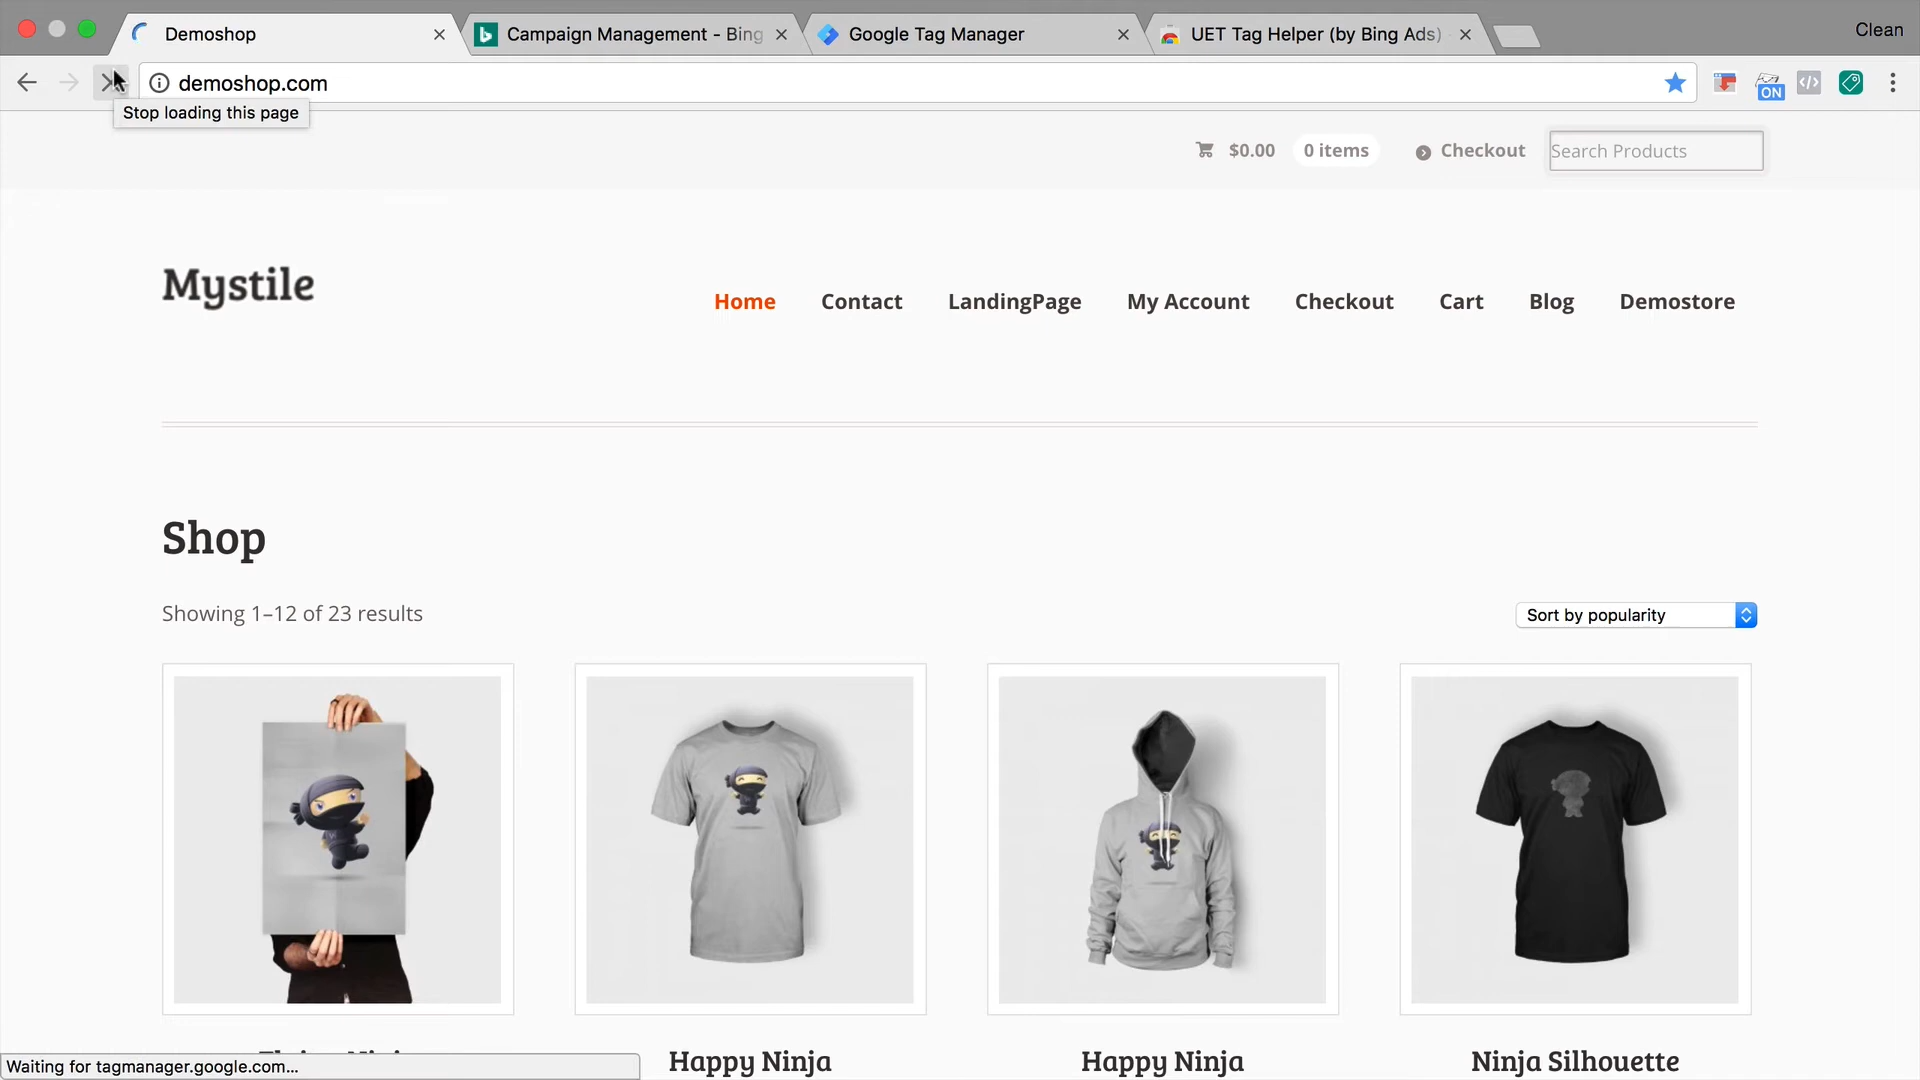 Demoshop
Campaign Management - Bing
Google Tag Manager
UET Tag Helper (by Bing Ads)
Clean
demoshop.com
ON
Stop loading this page
$0.00
0 items
Checkout
Search Products
Mystile
Home
Contact
LandingPage
My Account
Checkout
Cart
Blog
Demostore
Shop
Showing 1–12 of 23 results
Sort by popularity
Happy Ninja
Happy Ninja
Ninja Silhouette
Waiting for tagmanager.google.com...